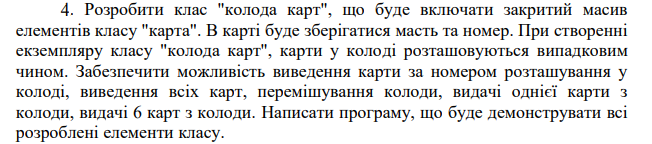 4. Розробити клас "колода карт", що буде включати закритий масив
елементів класу "карта". В карті буде зберігатися масть та номер. При створенні
екземпляру класу "колода карт", карти у колоді розташовуються випадковим
чином. Забезпечити можливість виведення карти за номером розташування у
колоді, виведення всіх карт, перемішування колоди, видачі однієї карти з
колоди, видачі 6 карт з колоди. Написати програму, що буде демонструвати всі
розроблені елементи класу.